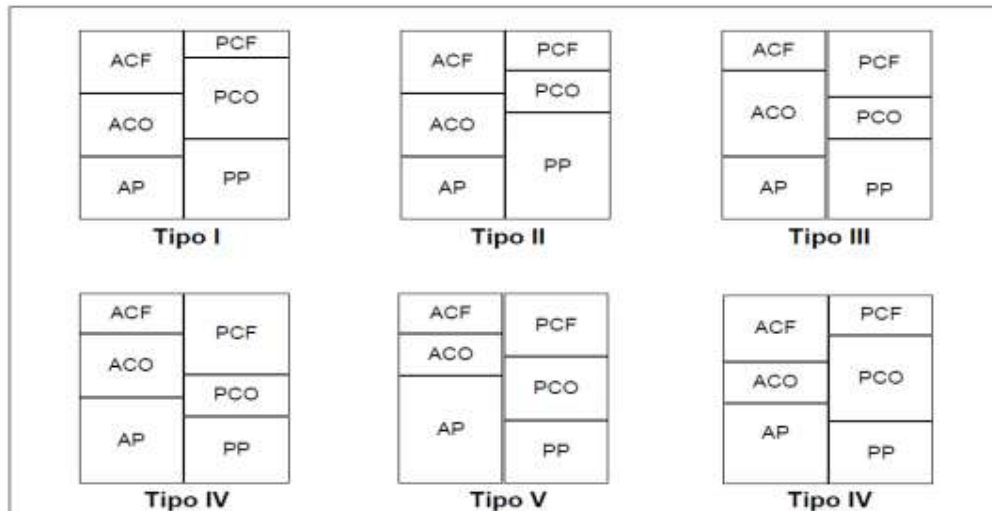 ACF
ACO
AP
PCF
PCO
PP
Tipo I
ACF
ACO
AP
PCF
PCO
PP
Tipo II
ACF
ACO
AP
PCF
PCO
PP
Tipo III
ACF
ACO
AP
PCF
PCO
PP
Tipo IV
ACF
ACO
AP
PCF
PCO
PP
Tipo V
ACF
ACO
AP
PCF
PCO
PP
Tipo IV